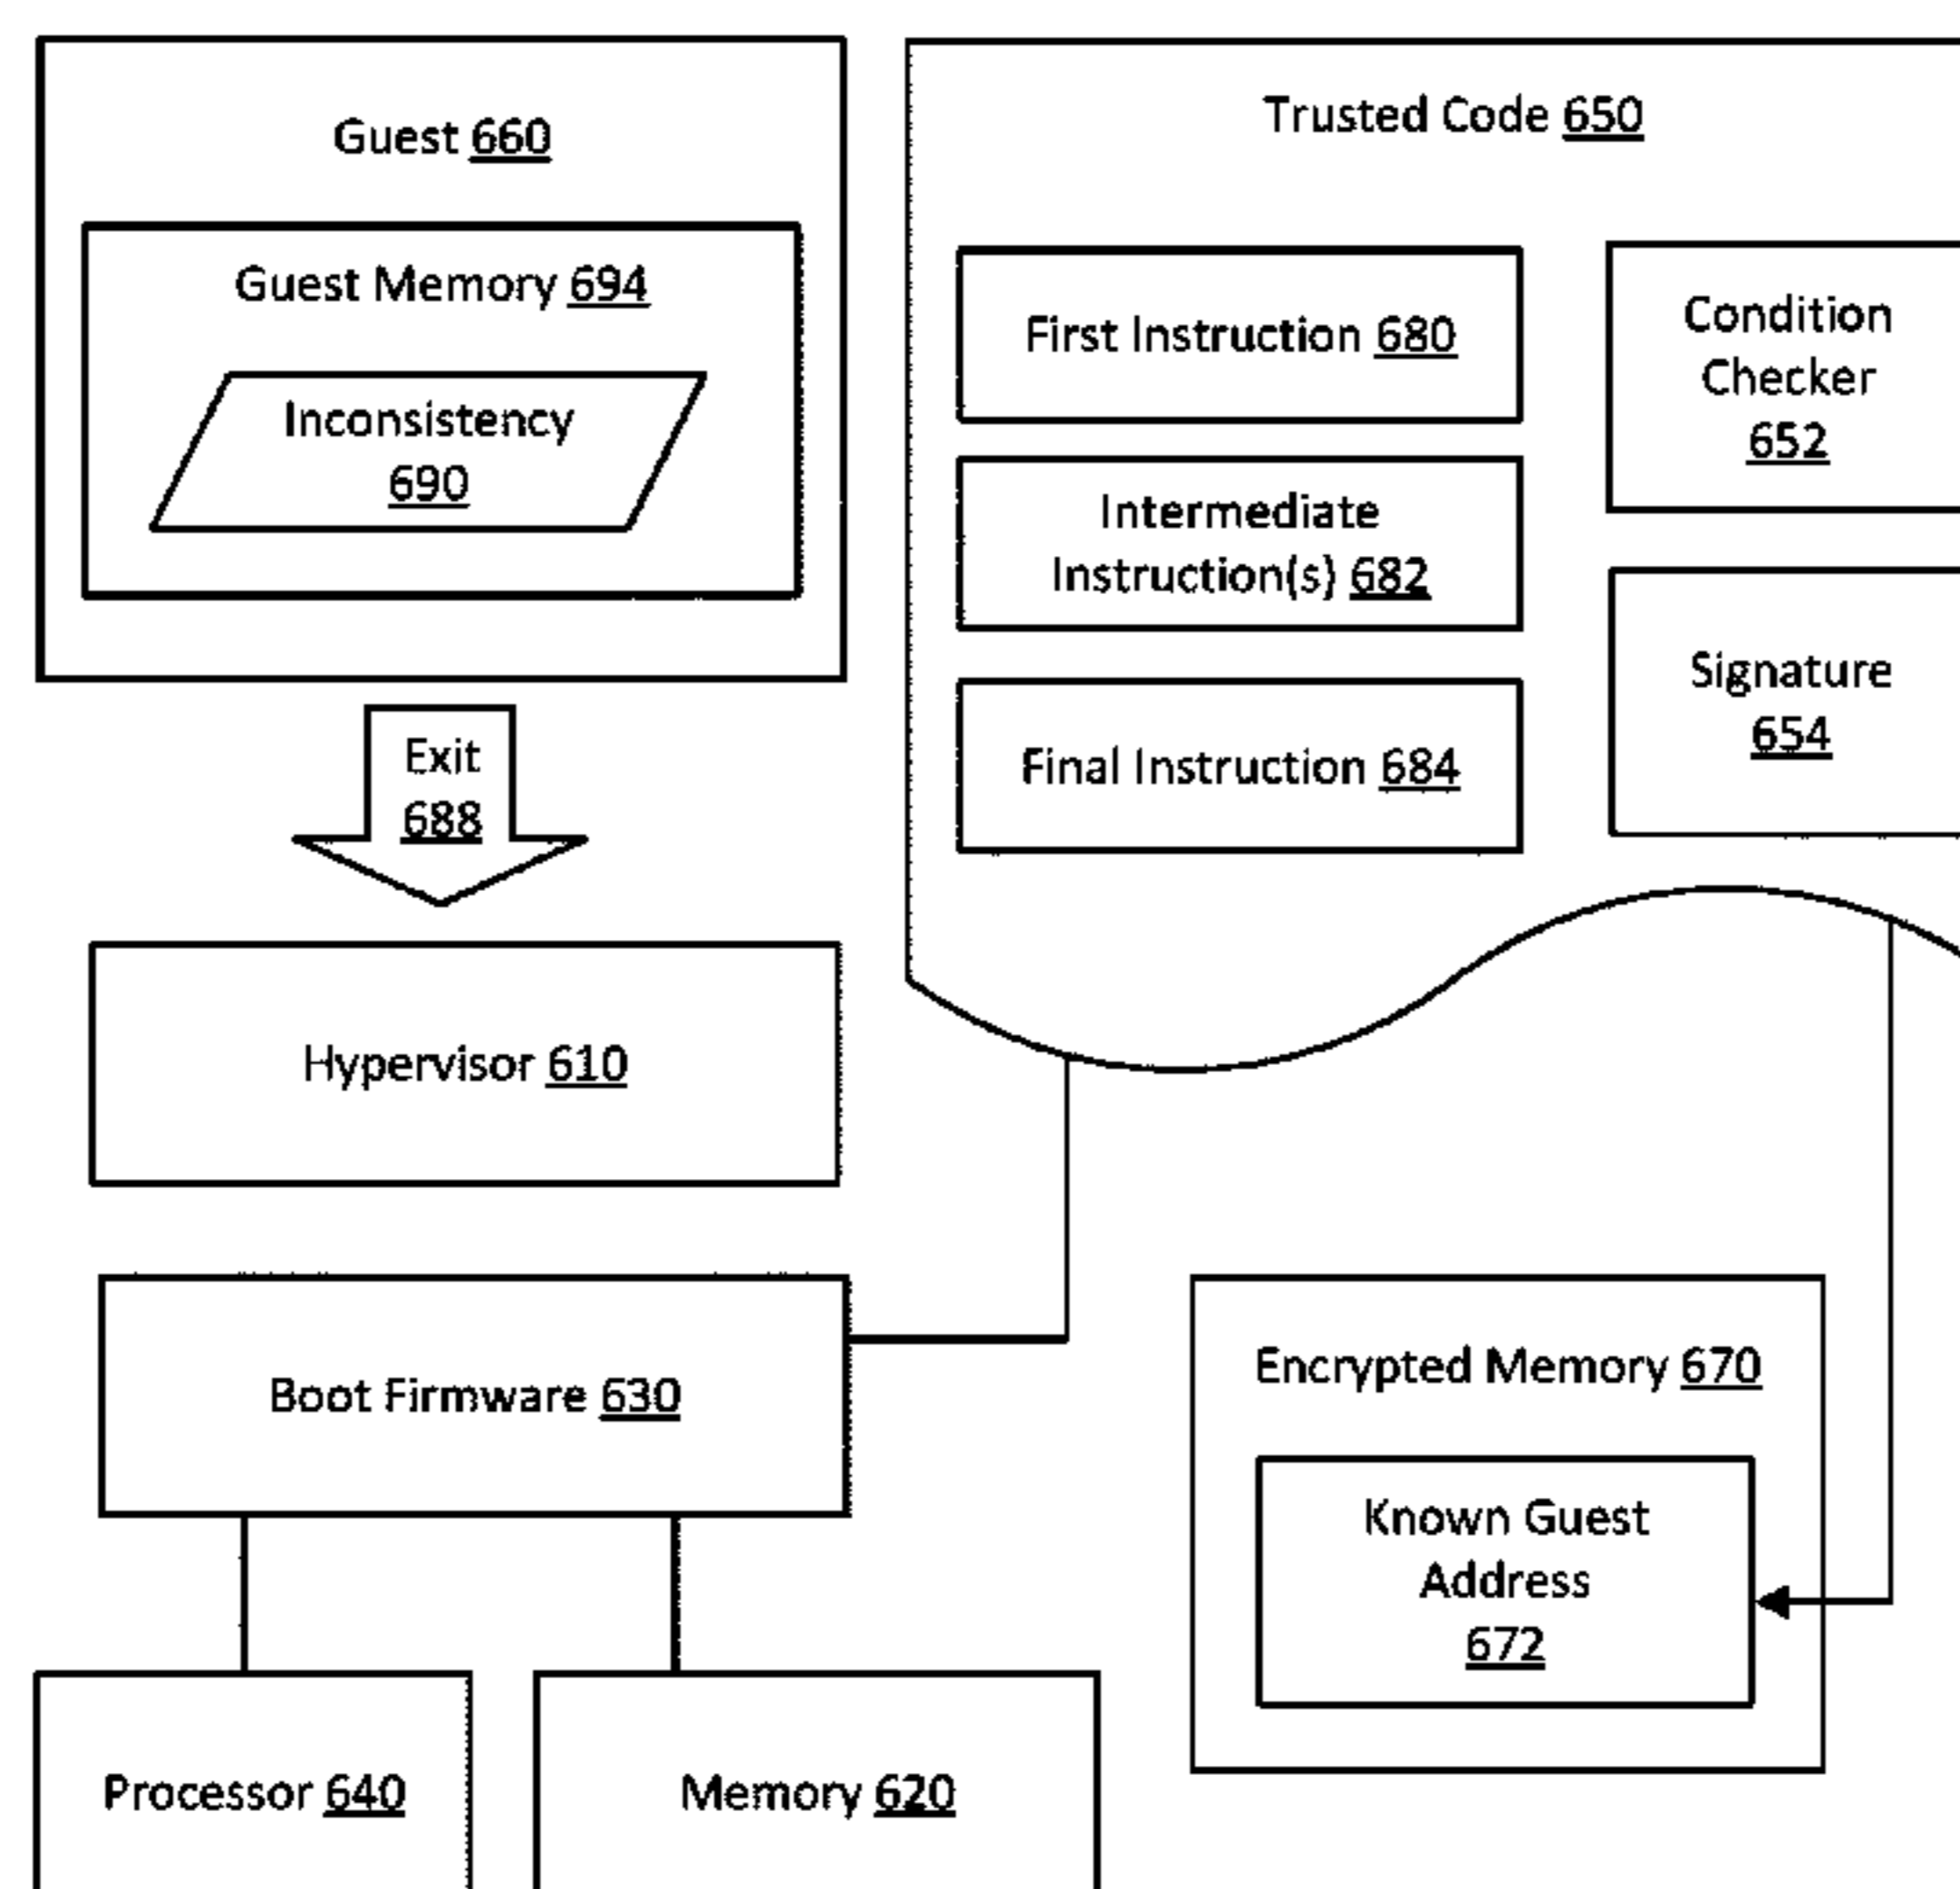 Guest 660
Guest Memory 694
Inconsistency
690
Exit
688
Hypervisor 610
Boot Firmware 630
Processor 640
Memory 620
Trusted Code 650
First Instruction 680
Intermediate
Instruction(s) 682
Final Instruction 684
Condition
Checker
652
Signature
654
Encrypted Memory 670
Known Guest
Address
672